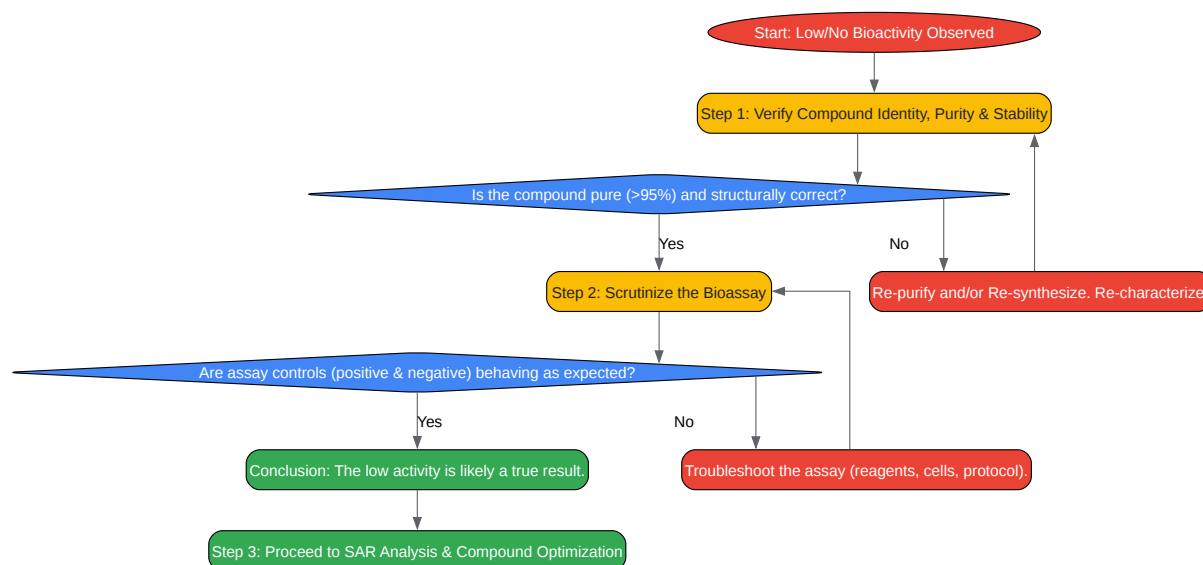 Start: Low/No Bioactivity Observed
Step 1: Verify Compound Identity, Purity & Stability
Is the compound pure (>95%) and structurally correct?
Yes
No
Step 2: Scrutinize the Bioassay
Re-purify and/or Re-synthesize. Re-characterize
Are assay controls (positive & negative) behaving as expected?
Yes
No
Conclusion: The low activity is likely a true result.
Troubleshoot the assay (reagents, cells, protocol).
Step 3: Proceed to SAR Analysis & Compound Optimization